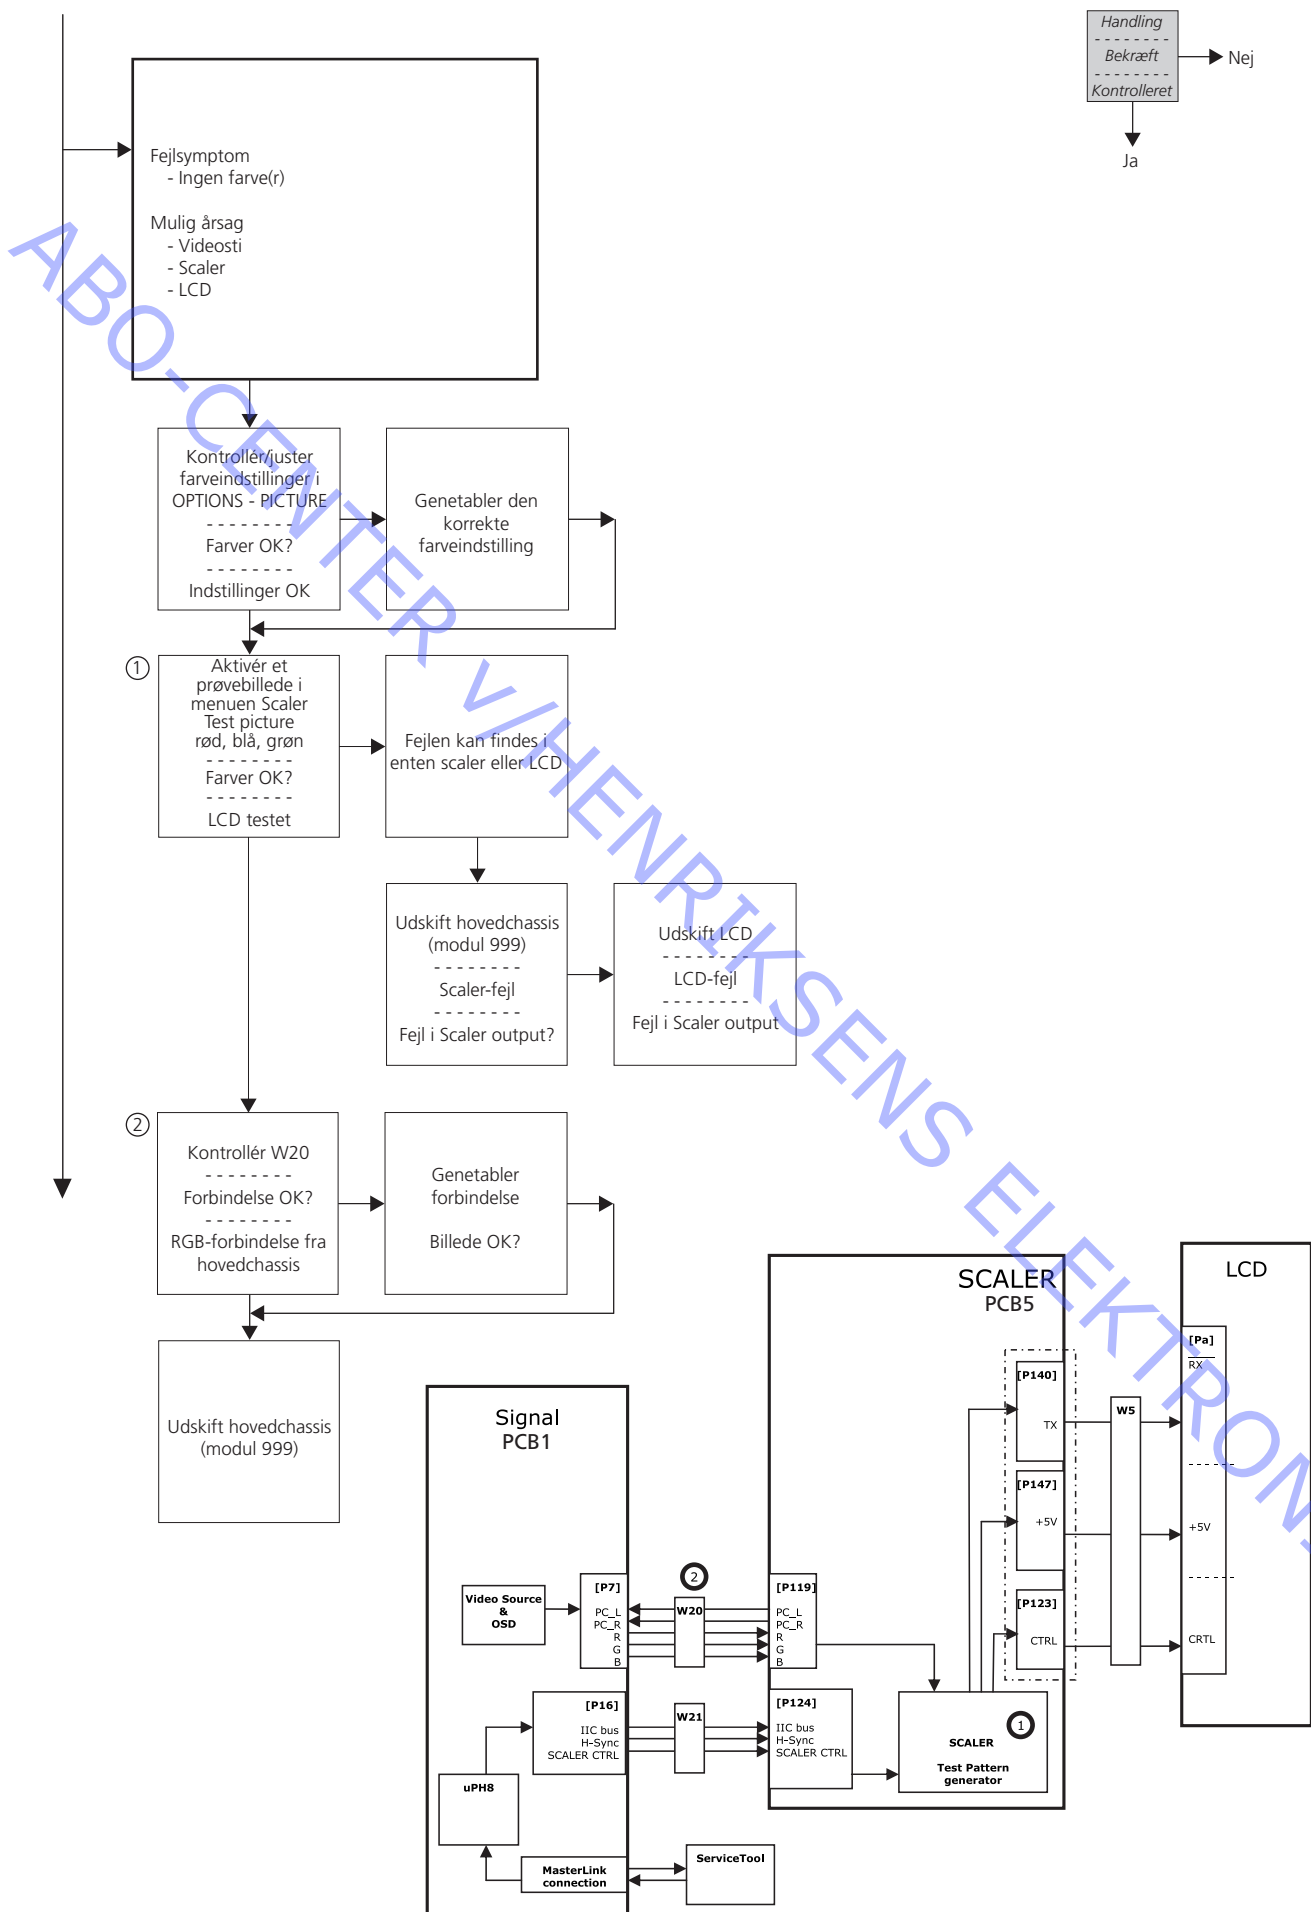 Handling
- - - - - - - -
Bekræft
- - - - - - - -
Kontrolleret
Nej
Ja
Fejlsymptom
- Ingen farve(r)
Mulig årsag
- Videosti
- Scaler
- LCD
Kontrollér/juster
farveindstillinger i
OPTIONS - PICTURE
- - - - - - - -
Farver OK?
- - - - - - - -
Indstillinger OK
Genetabler den
korrekte
farveindstilling
1
Aktivér et
prøvebillede i
menuen Scaler
Test picture
rød, blå, grøn
- - - - - - - -
Farver OK?
- - - - - - - -
LCD testet
Fejlen kan findes i
enten scaler eller LCD
Udskift hovedchassis
(modul 999)
- - - - - - - -
Scaler-fejl
- - - - - - - -
Fejl i Scaler output?
Udskift LCD
- - - - - - - -
LCD-fejl
- - - - - - - -
Fejl i Scaler output
2
Kontrollér W20
- - - - - - - -
Forbindelse OK?
- - - - - - - -
RGB-forbindelse fra
hovedchassis
Genetabler
forbindelse
Billede OK?
Udskift hovedchassis
(modul 999)
Signal
PCB1
Video Source
&
OSD
[P7]
PC_L
PC_R
R
G
B
[P16]
IIC bus
H-Sync
SCALER CTRL
uPH8
MasterLink
connection
ServiceTool
2
W20
W21
SCALER
PCB5
[P119]
PC_L
PC_R
R
G
B
[P124]
IIC bus
H-Sync
SCALER CTRL
1
SCALER
Test Pattern
generator
[P140]
TX
[P147]
+5V
[P123]
CTRL
W5
LCD
[Pa]
RX
+5V
CRTL
ABO-CENTER v/HENRIKSENS ELEKTRON